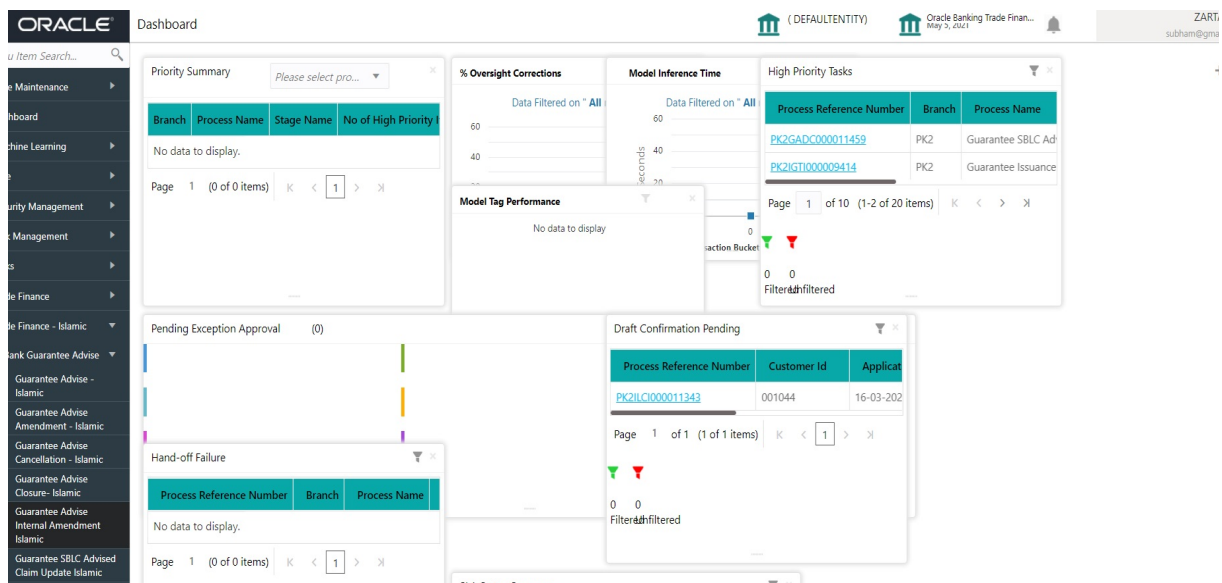 ORACLE
Dashboard
( DEFAULTENTITY)
Oracle Banking Trade Finan...
May 5, 2021
ZARTA
subham@gma
u Item Search...
e Maintenance
hboard
chine Learning
e
urity Management
k Management
ks
de Finance
de Finance - Islamic
ank Guarantee Advise
Guarantee Advise -
Islamic
Guarantee Advise
Amendment - Islamic
Guarantee Advise
Cancellation - Islamic
Guarantee Advise
Closure- Islamic
Guarantee Advise
Internal Amendment
Islamic
Guarantee SBLC Advised
Claim Update Islamic
Priority Summary
Please select pro...
Branch Process Name Stage Name No of High Priority I
No data to display.
Page 1 (0 of 0 items) 1
% Oversight Corrections
Data Filtered on " All
60
40
Model Inference Time
Data Filtered on " All
60
40
20
Seconds
0
saction Bucket
Model Tag Performance
No data to display
High Priority Tasks
Process Reference Number Branch Process Name
PK2GADC000011459 PK2 Guarantee SBLC Ad
PK2IGTI000009414 PK2 Guarantee Issuance
Page 1 of 10 (1-2 of 20 items)
0 0
Filtered Unfiltered
Pending Exception Approval (0)
Draft Confirmation Pending
Process Reference Number Customer Id Applicat
PK2ILCI000011343 001044 16-03-202
Page 1 of 1 (1 of 1 items) 1
0 0
Filtered Unfiltered
Hand-off Failure
Process Reference Number Branch Process Name
No data to display.
Page 1 (0 of 0 items) 1